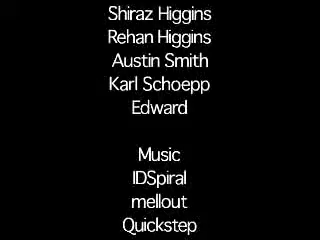 Shiraz Higgins
Rehan Higgins
Austin Smith
Karl Schoepp
Edward
Music
IDSpiral
mellout
Quickstep